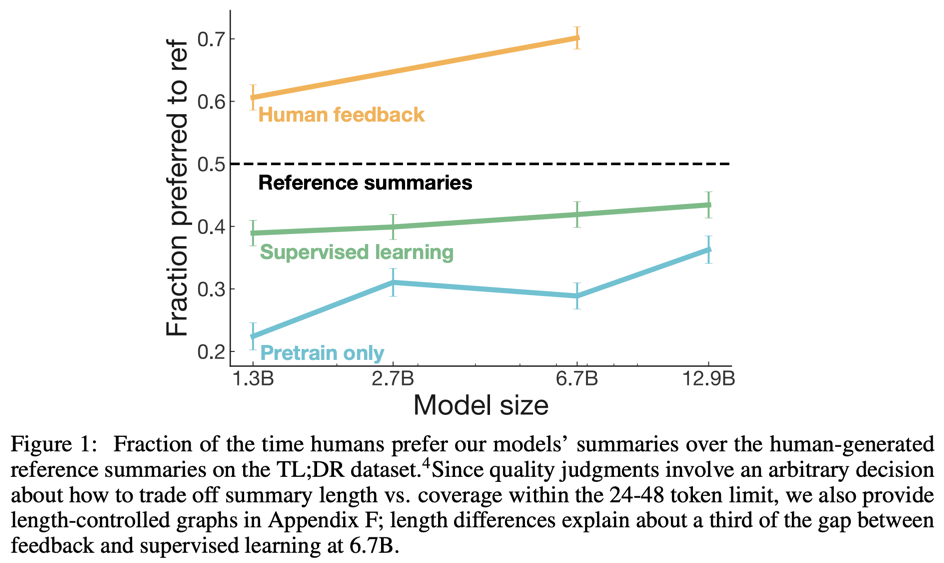 0.7
0.6
Human feedback
0.5
Reference summaries
0.4
Supervised learning
0.3
Pretrain only
0.2
Fraction preferred to ref
1.3B 2.7B 6.7B 12.9B
Model size
Figure 1: Fraction of the time humans prefer our models’ summaries over the human-generated
reference summaries on the TL;DR dataset.⁴Since quality judgments involve an arbitrary decision
about how to trade off summary length vs. coverage within the 24-48 token limit, we also provide
length-controlled graphs in Appendix F; length differences explain about a third of the gap between
feedback and supervised learning at 6.7B.